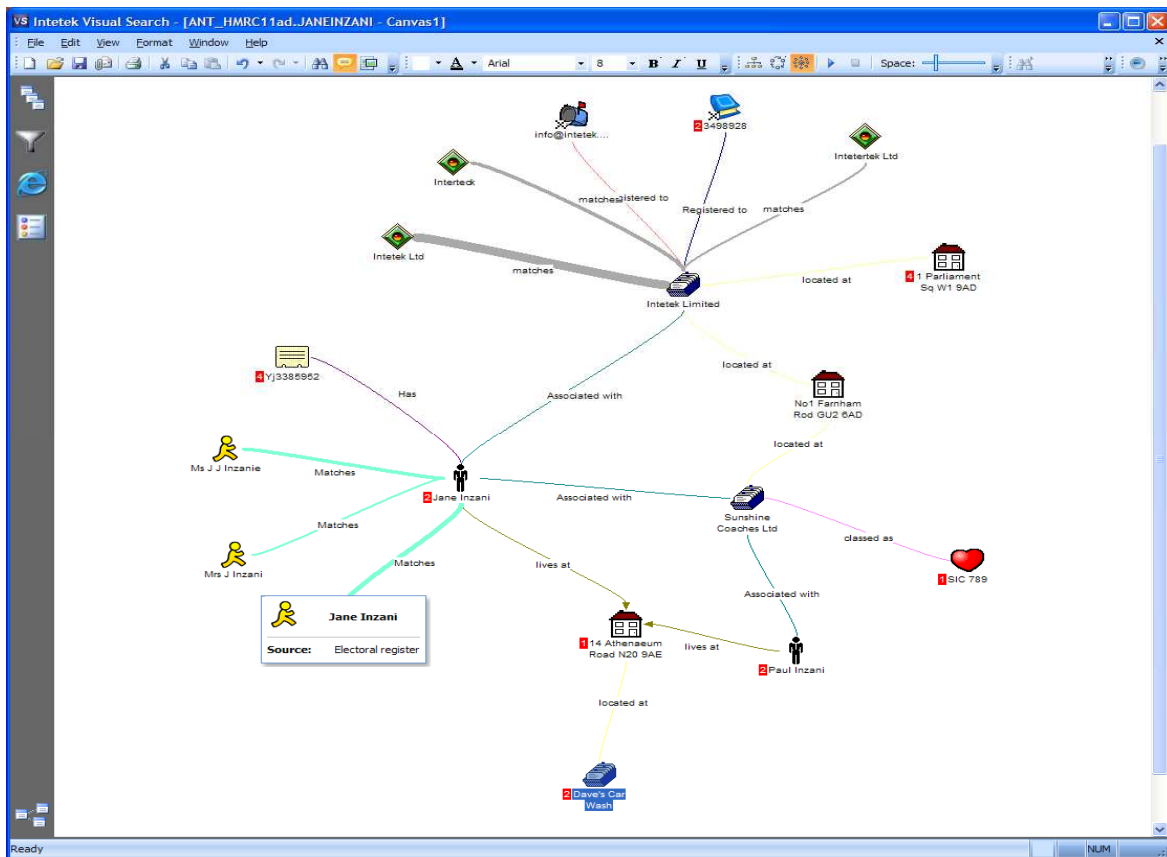 VS Intetek Visual Search - [ANT_HMRC11ad.JANEINZANI - Canvas1]
File Edit View Format Window Help
A Arial 8 B I U Space:
info@intetek....
2 3498928
Intetertek Ltd
Interteck
matches
istered to
Registered to
matches
Intetek Ltd
matches
located at
4 1 Parliament
Sq W1 9AD
Intetek Limited
located at
4 Yj3385952
Has
Associated with
No1 Farnham
Rod GU2 6AD
located at
Ms J J Inzanie
Matches
2 Jane Inzani
Associated with
Sunshine
Coaches Ltd
Matches
classed as
Mrs J Inzani
Matches
lives at
1 SIC 789
Associated with
Jane Inzani
Source: Electoral register
1 14 Athenaeum
Road N20 9AE
lives at
2 Paul Inzani
located at
2 Dave's Car
Wash
Ready NUM